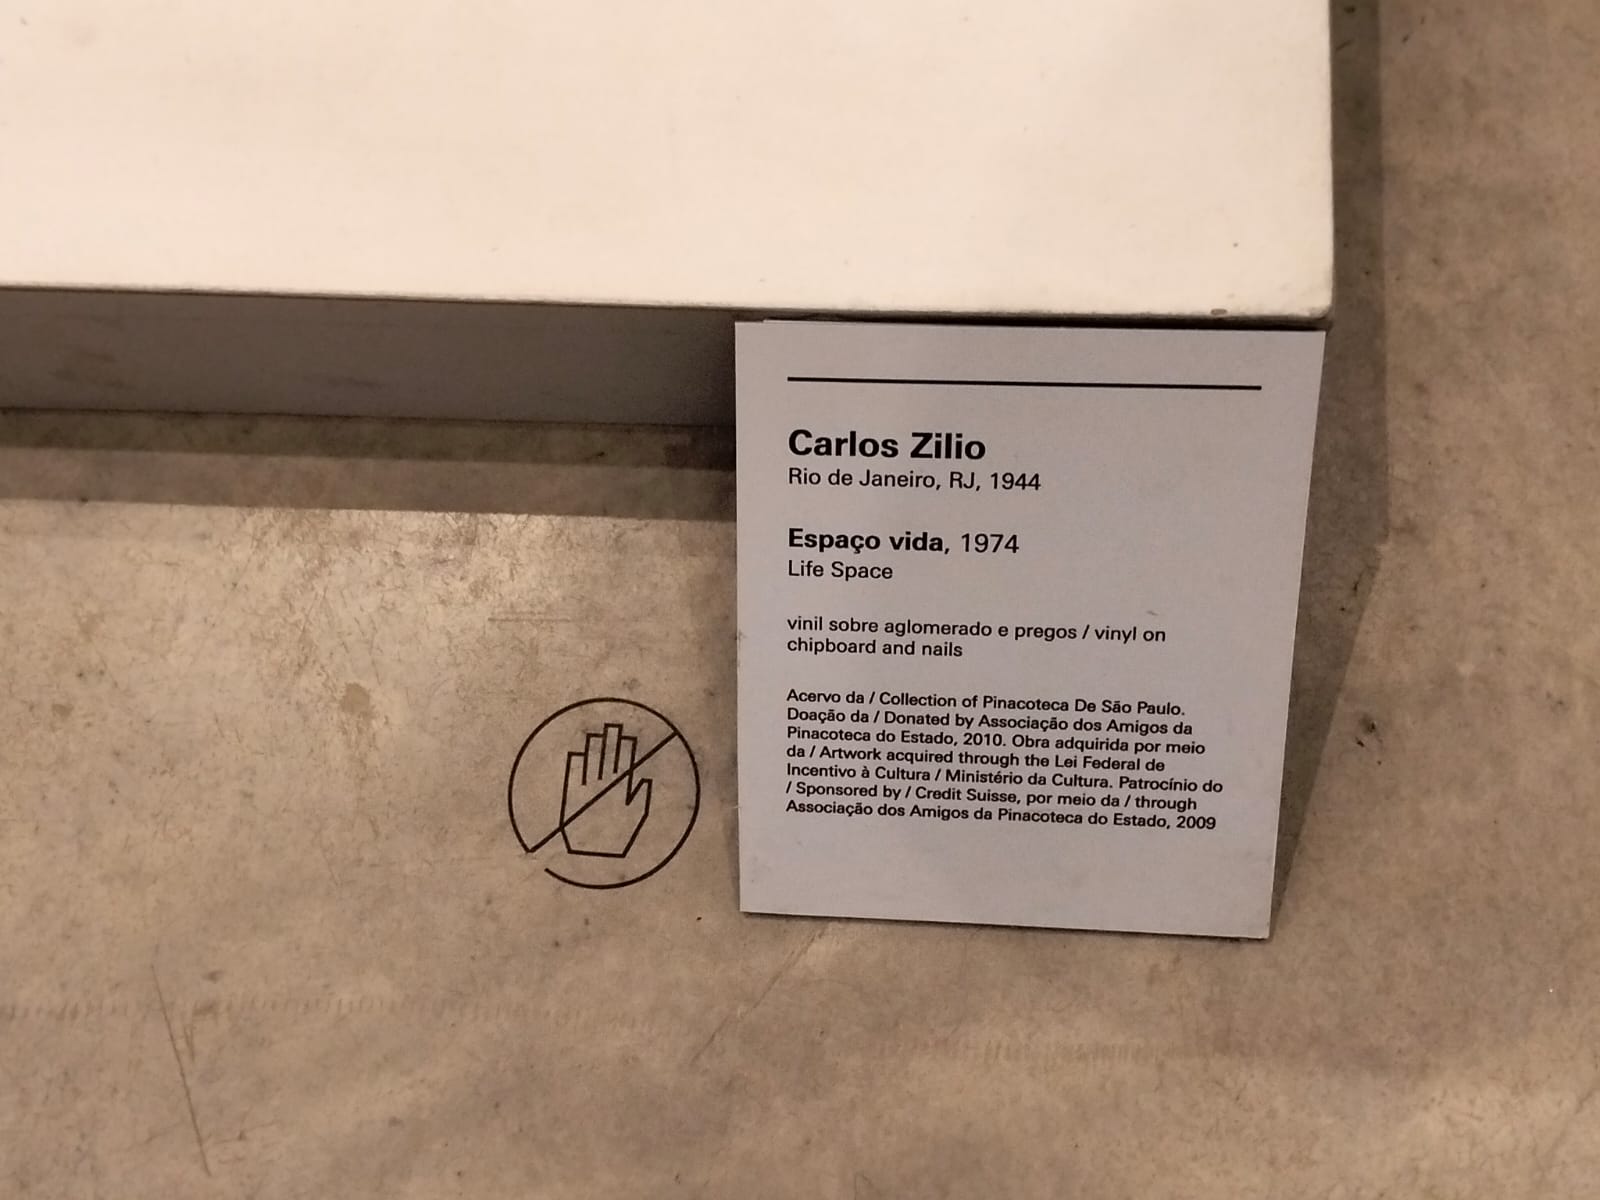 Carlos Zilio
Rio de Janeiro, RJ, 1944
Espaço vida, 1974
Life Space
vinil sobre aglomerado e pregos / vinyl on
chipboard and nails
Acervo da / Collection of Pinacoteca De São Paulo.
Doação da / Donated by Associação dos Amigos da
Pinacoteca do Estado, 2010. Obra adquirida por meio
da / Artwork acquired through the Lei Federal de
Incentivo à Cultura / Ministério da Cultura. Patrocínio do
/ Sponsored by / Credit Suisse, por meio da / through
Associação dos Amigos da Pinacoteca do Estado, 2009